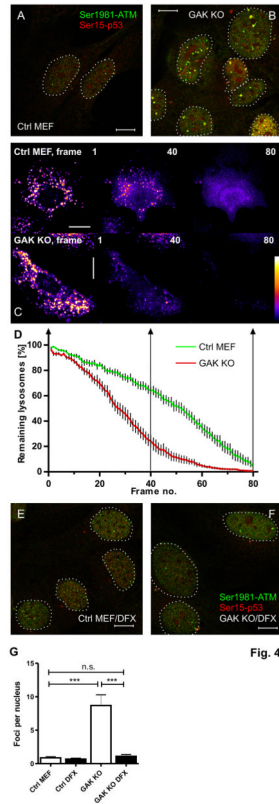 A
Ser1981-ATM
Ser15-p53
Ctrl MEF
GAK KO
B
Ctrl MEF, frame 1 40 80
GAK KO, frame 1 40 80
C
D
Remaining lysosomes [%]
100
80
60
40
20
0
Ctrl MEF
GAK KO
0 20 40 60 80
Frame no.
E
Ctrl MEF/DFX
F
Ser1981-ATM
Ser15-p53
GAK KO/DFX
Fig. 4
G
Foci per nucleus
15
10
5
0
n.s.
*** ***
Ctrl MEF
Ctrl DFX
GAK KO
GAK KO DFX